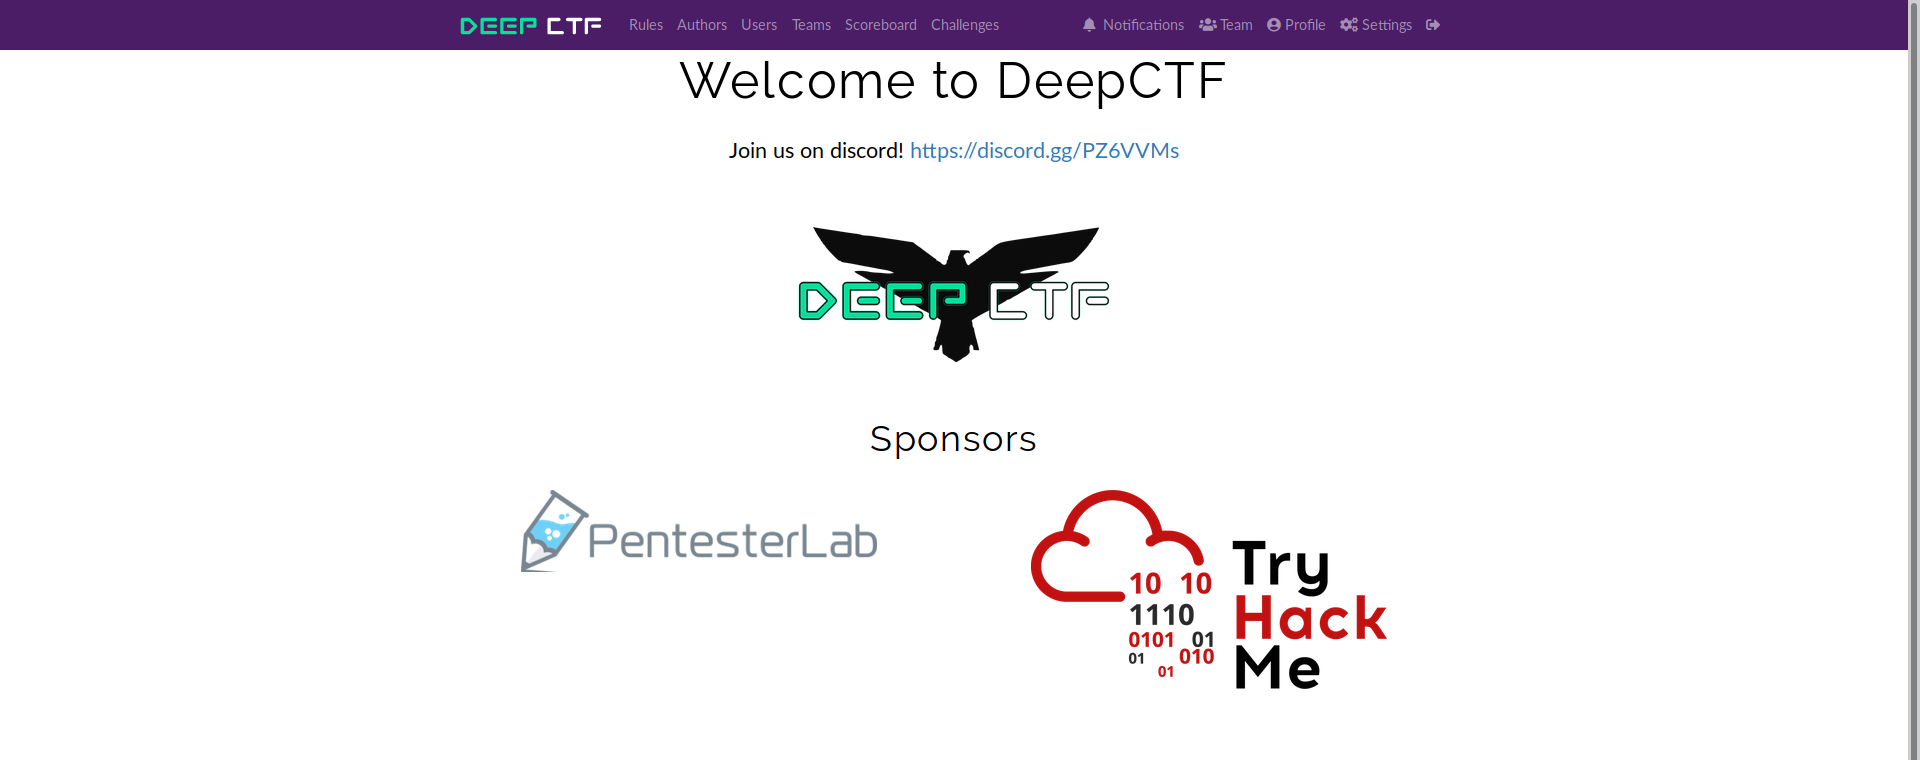 DEEP CTF Rules Authors Users Teams Scoreboard Challenges Notifications Team Profile Settings
Welcome to DeepCTF
Join us on discord! https://discord.gg/PZ6VVMs
DEEP CTF
Sponsors
PentesterLab
10 10
1110
0101 01
01 010
01
Try
Hack
Me